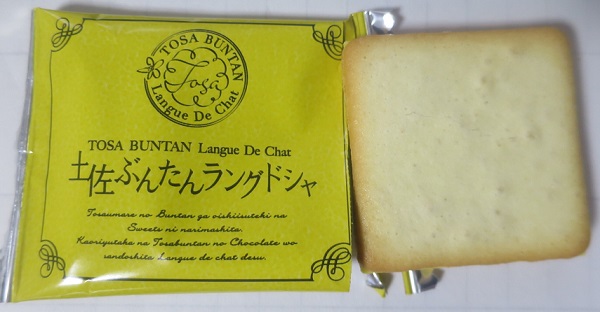 TOSA BUNTAN
Tosa
Langue De Chat
TOSA BUNTAN Langue De Chat
土佐ぶんたんラングドシャ
Tosaumare no Buntan ga oishiisuteki na
Sweets ni narimashita.
Kaoriyutaka na Tosabuntan no Chocolate wo
sandoshita Langue de chat desu.